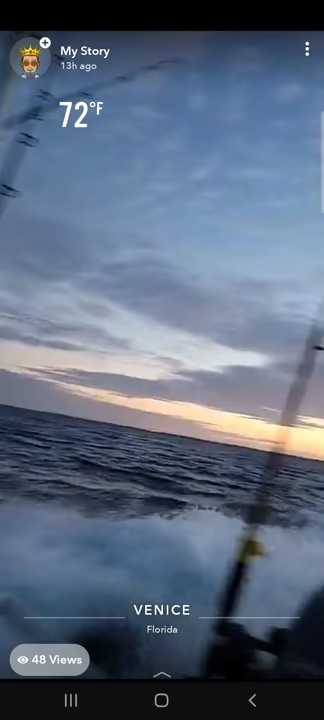 My Story
13h ago
72°F
VENICE
Florida
48 Views